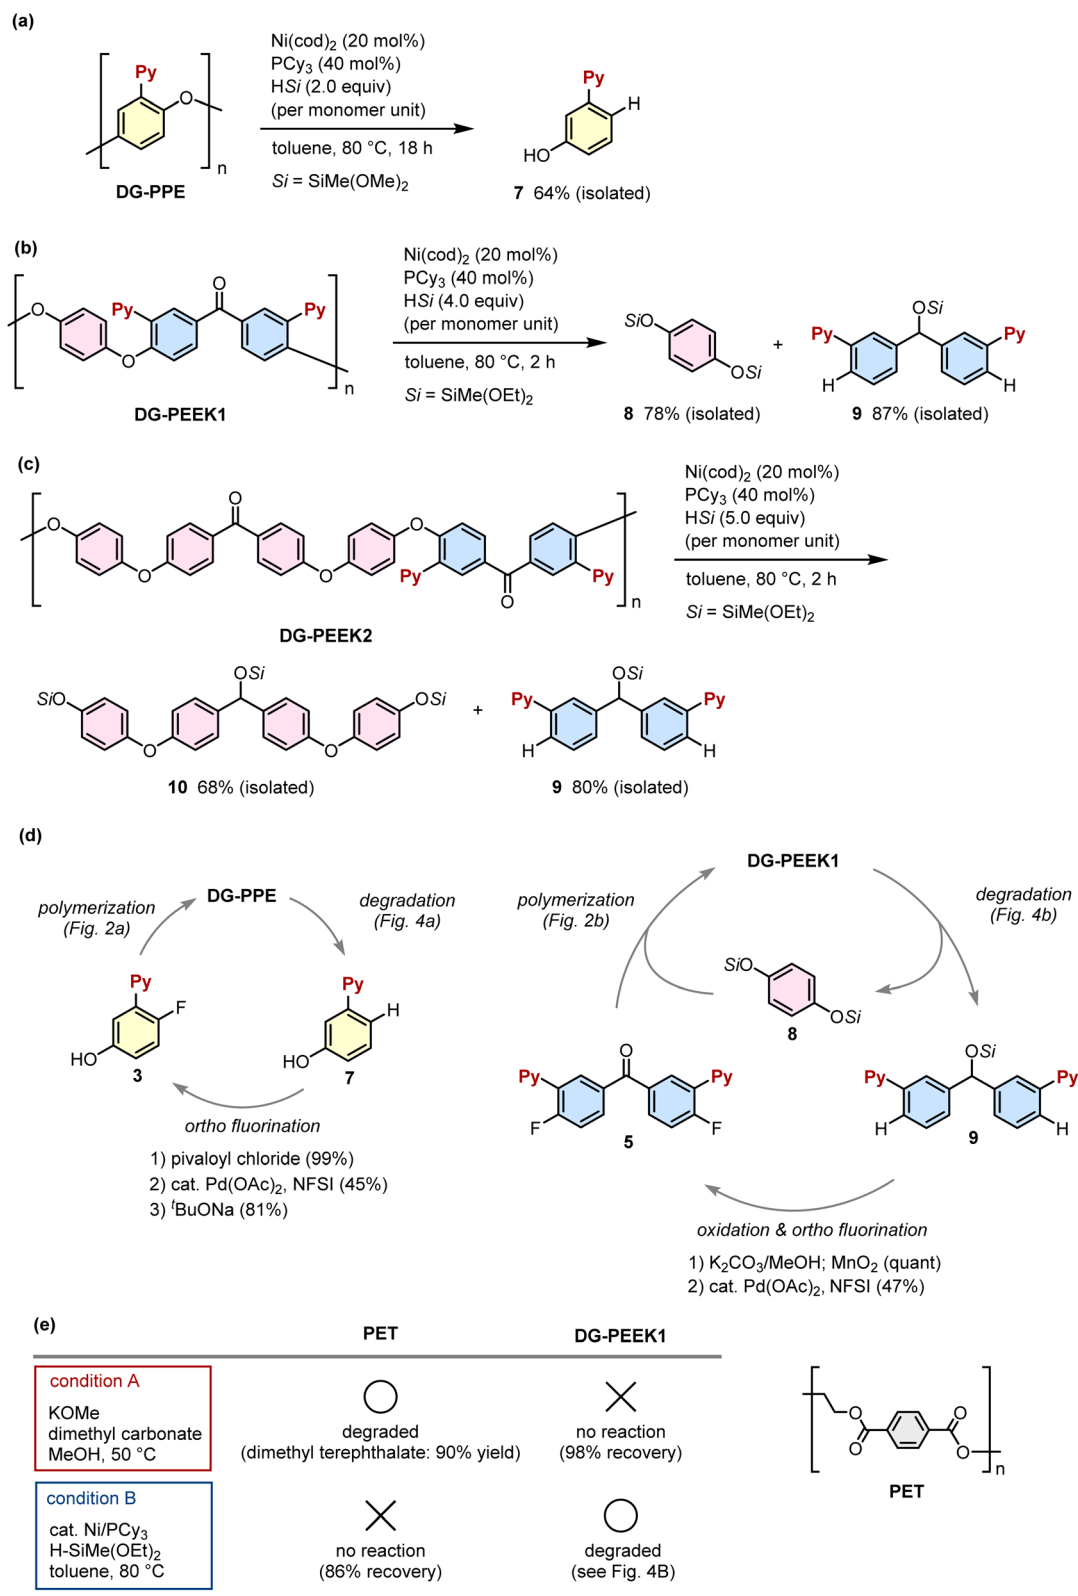 (a)
Ni(cod)₂ (20 mol%)
PCy₃ (40 mol%)
HSi (2.0 equiv)
(per monomer unit)
toluene, 80 °C, 18 h
Si = SiMe(OMe)₂
Py
O
n
DG-PPE
Py
H
HO
7 64% (isolated)
(b)
Ni(cod)₂ (20 mol%)
PCy₃ (40 mol%)
HSi (4.0 equiv)
(per monomer unit)
toluene, 80 °C, 2 h
Si = SiMe(OEt)₂
O
O
Py
Py
O
n
DG-PEEK1
SiO
OSi
8 78% (isolated)
+
OSi
Py
Py
H
H
9 87% (isolated)
(c)
Ni(cod)₂ (20 mol%)
PCy₃ (40 mol%)
HSi (5.0 equiv)
(per monomer unit)
toluene, 80 °C, 2 h
Si = SiMe(OEt)₂
O
O
O
O
O
Py
Py
O
n
DG-PEEK2
OSi
SiO
OSi
O
O
10 68% (isolated)
+
OSi
Py
Py
H
H
9 80% (isolated)
(d)
DG-PPE
polymerization
(Fig. 2a)
degradation
(Fig. 4a)
Py
F
HO
3
Py
H
HO
7
ortho fluorination
1) pivaloyl chloride (99%)
2) cat. Pd(OAc)₂, NFSI (45%)
3) ᵗBuONa (81%)
DG-PEEK1
polymerization
(Fig. 2b)
degradation
(Fig. 4b)
SiO
OSi
8
O
Py
Py
F
F
5
OSi
Py
Py
H
H
9
oxidation & ortho fluorination
1) K₂CO₃/MeOH; MnO₂ (quant)
2) cat. Pd(OAc)₂, NFSI (47%)
(e)
PET
DG-PEEK1
condition A
KOMe
dimethyl carbonate
MeOH, 50 °C
degraded
(dimethyl terephthalate: 90% yield)
no reaction
(98% recovery)
condition B
cat. Ni/PCy₃
H-SiMe(OEt)₂
toluene, 80 °C
no reaction
(86% recovery)
degraded
(see Fig. 4B)
O
O
O
O
n
PET